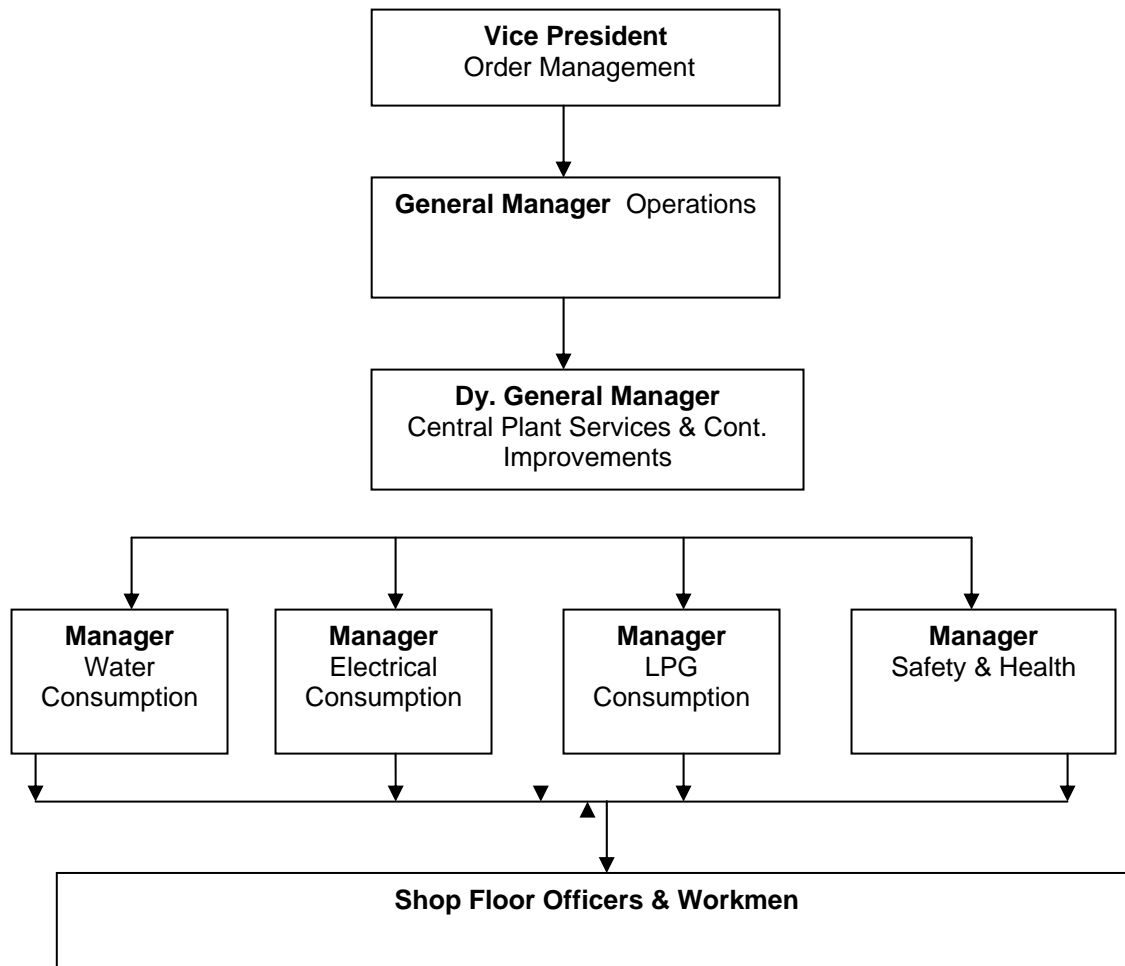 Vice President
Order Management
General Manager Operations
Dy. General Manager
Central Plant Services & Cont.
Improvements
Manager
Water
Consumption
Manager
Electrical
Consumption
Manager
LPG
Consumption
Manager
Safety & Health
Shop Floor Officers & Workmen